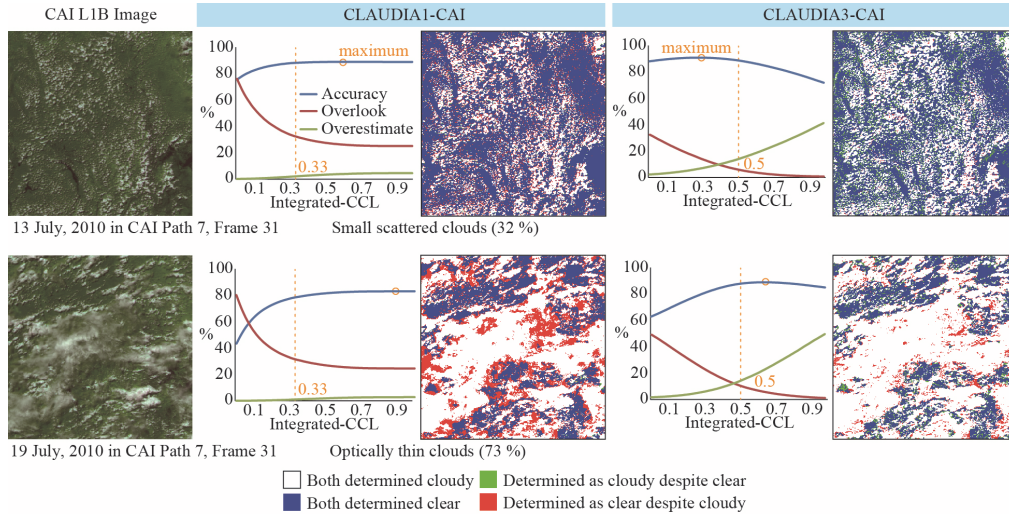 CAI L1B Image
CLAUDIA1-CAI
CLAUDIA3-CAI
100
80
60
40
20
0
%
maximum
Accuracy
Overlook
Overestimate
0.33
0.1 0.3 0.5 0.7 0.9
Integrated-CCL
100
80
60
40
20
0
%
maximum
0.5
0.1 0.3 0.5 0.7 0.9
Integrated-CCL
13 July, 2010 in CAI Path 7, Frame 31
Small scattered clouds (32 %)
100
80
60
40
20
0
%
0.33
0.1 0.3 0.5 0.7 0.9
Integrated-CCL
100
80
60
40
20
0
%
0.5
0.1 0.3 0.5 0.7 0.9
Integrated-CCL
19 July, 2010 in CAI Path 7, Frame 31
Optically thin clouds (73 %)
Both determined cloudy
Determined as cloudy despite clear
Both determined clear
Determined as clear despite cloudy